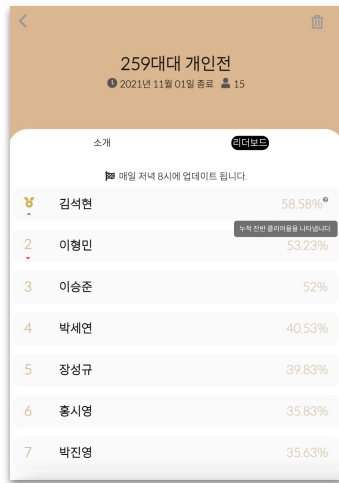 259대대 개인전
2021년 11월 01일 종료 15
소개 리더보드
매일 저녁 8시에 업데이트 됩니다.
김석현 58.58%
누적 잔반 클리어율을 나타냅니다.
2 이형민 53.23%
3 이승준 52%
4 박세연 40.53%
5 장성규 39.83%
6 홍시영 35.83%
7 박진영 35.63%